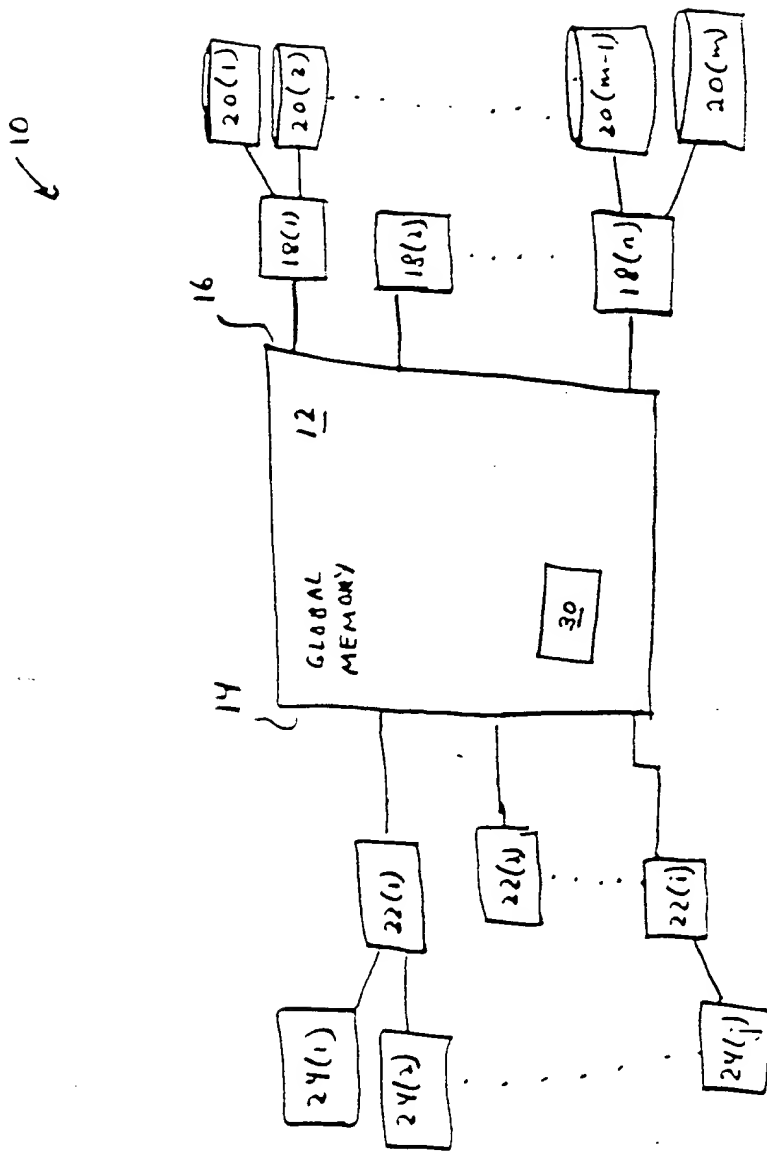 10
16
14
GLOBAL
MEMORY
12
30
18(1)
18(2)
18(n)
20(1)
20(2)
20(m-1)
20(m)
22(1)
22(2)
22(i)
24(1)
24(2)
24(j)